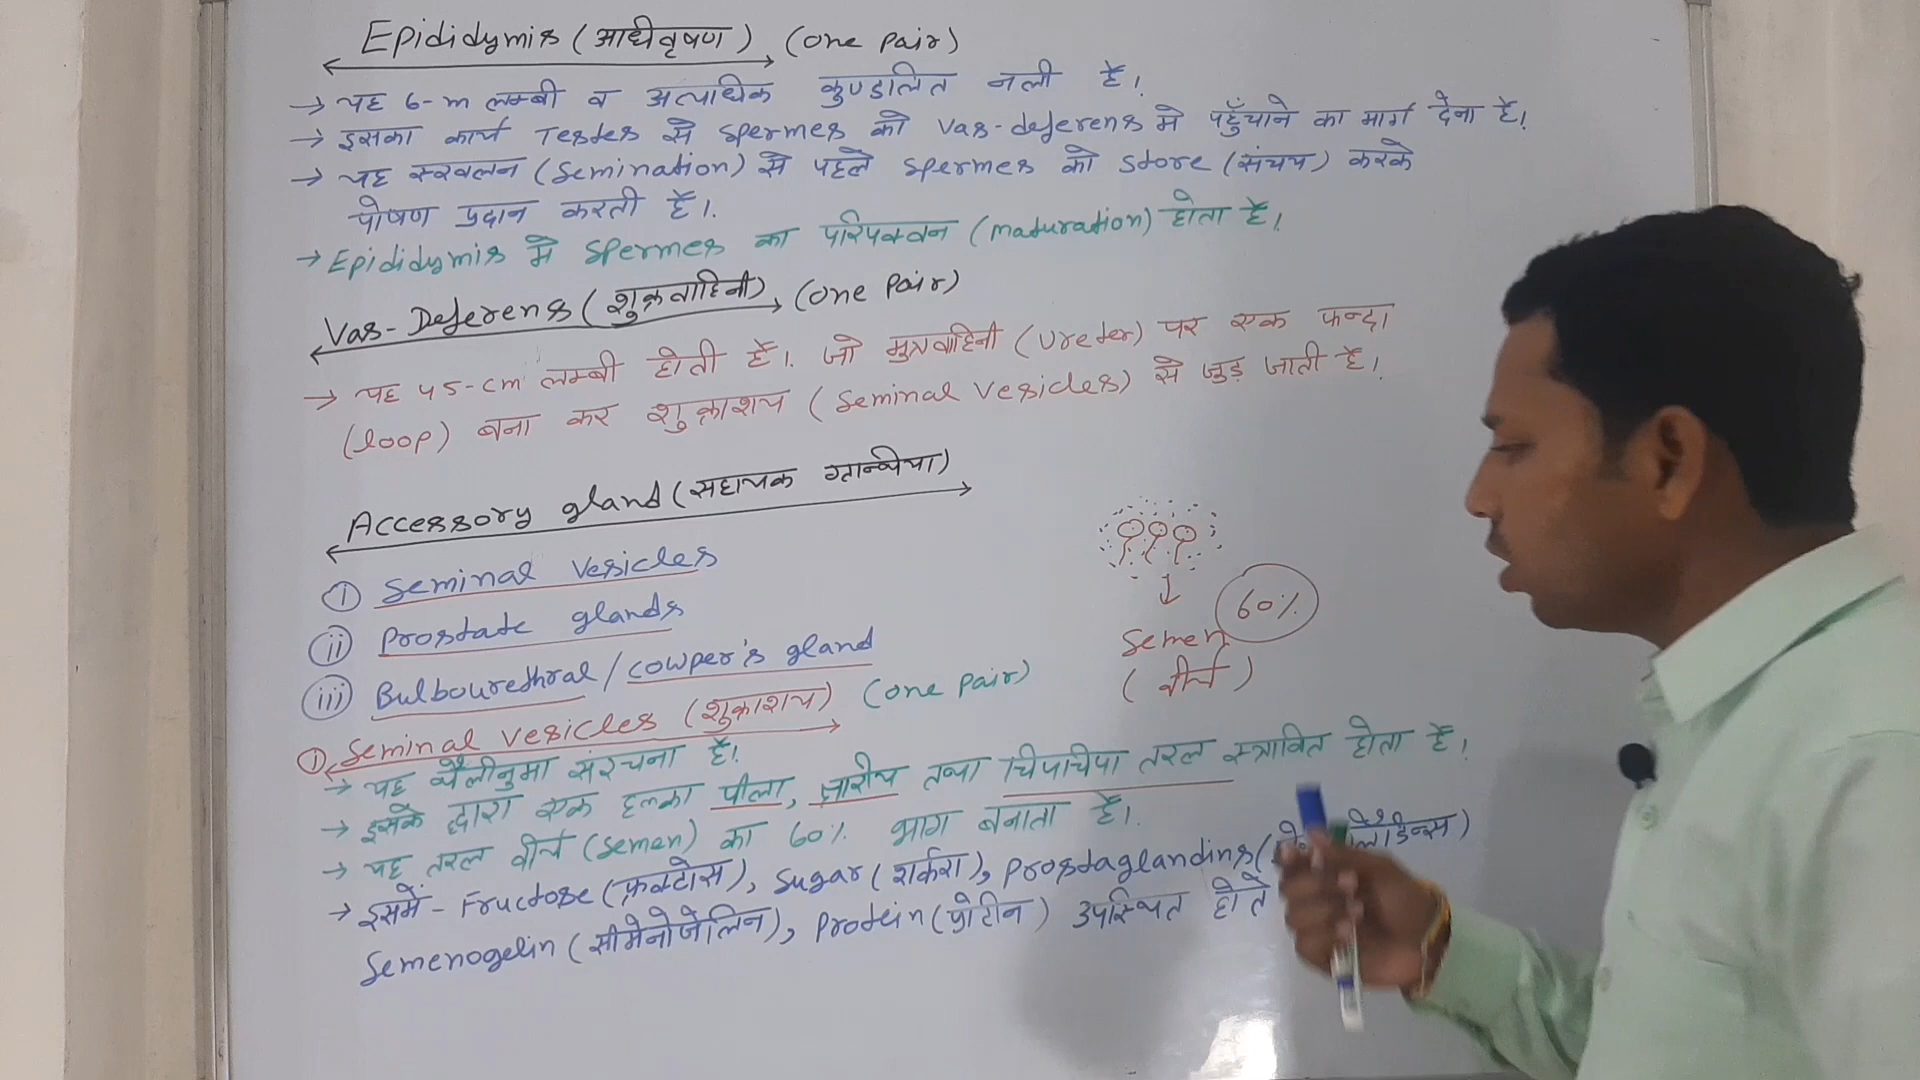 Epididymis (अधिवृषण) (one pair)
→ यह 6-m लम्बी व अत्याधिक कुण्डलित नली है।
→ इसका कार्य Testes से spermes को vas-deferens मे पहुँचाने का मार्ग देना है।
→ यह स्खलन (semination) से पहले spermes को store (संचय) करके
पोषण प्रदान करती है।
→ Epididymis मे spermes का परिपक्वन (maturation) होता है।
Vas-Deferens (शुक्रवाहिनी) (one pair)
→ यह 45-cm लम्बी होती है। जो मुत्रवाहिनी (ureter) पर एक फन्दा
(loop) बना कर शुक्राशय (seminal vesicles) से जुड़ जाती है।
Accessory gland (सहायक ग्रन्थिया)
① Seminal vesicles
ii Prostate glands
iii) Bulbourethral / cowper's gland
60%
semen
(वीर्य)
① Seminal vesicles (शुक्राशय) (one pair)
→ यह थैलीनुमा संरचना है।
→ इसके द्वारा एक हल्का पीला, क्षारीय तथा चिपचिपा तरल स्त्रावित होता है।
→ यह तरल वीर्य (semen) का 60% भाग बनाता है।
→ इसमें - Fructose (फ्रक्टोस), sugar (शर्करा), prostaglandins
semenogelin (सीमेनोजेलिन), protein (प्रोटीन) उपस्थित होते